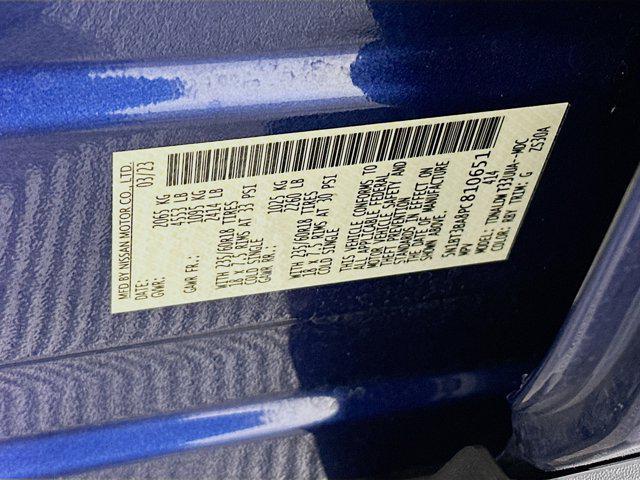 MFD BY NISSAN MOTOR CO.,LTD.
DATE: 03/23
GVWR: 2065 KG
4553 LB
GAWR FR.: 1095 KG
2414 LB
WITH 235/60R18 TIRES
18 X 7.5 RIMS AT 33 PSI
COLD SINGLE
GAWR RR.: 1025 KG
2260 LB
WITH 235/60R18 TIRES
18 X 7.5 RIMS AT 30 PSI
COLD SINGLE
THIS VEHICLE CONFORMS TO
ALL APPLICABLE FEDERAL
MOTOR VEHICLE SAFETY AND
THEFT PREVENTION
STANDARDS IN EFFECT ON
THE DATE OF MANUFACTURE
SHOWN ABOVE.
5N1BT3BA8PC810651
MPV 414
COLOR: RBY TRIM: G
ZS30A